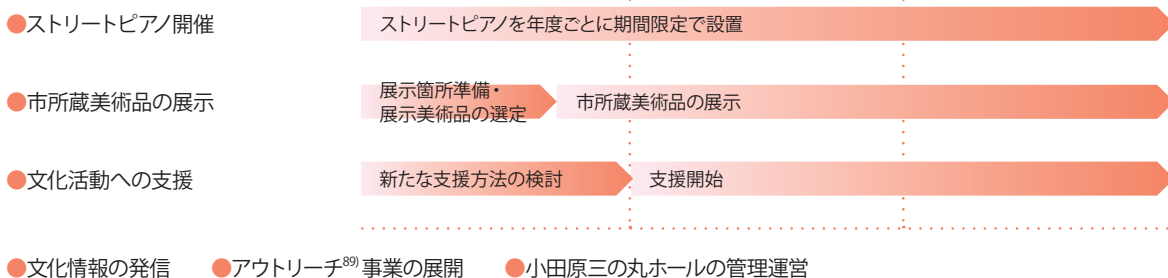 ●ストリートピアノ開催 ストリートピアノを年度ごとに期間限定で設置
●市所蔵美術品の展示 展示箇所準備・
展示美術品の選定 市所蔵美術品の展示
●文化活動への支援 新たな支援方法の検討 支援開始
●文化情報の発信 ●アウトリーチ89)事業の展開 ●小田原三の丸ホールの管理運営